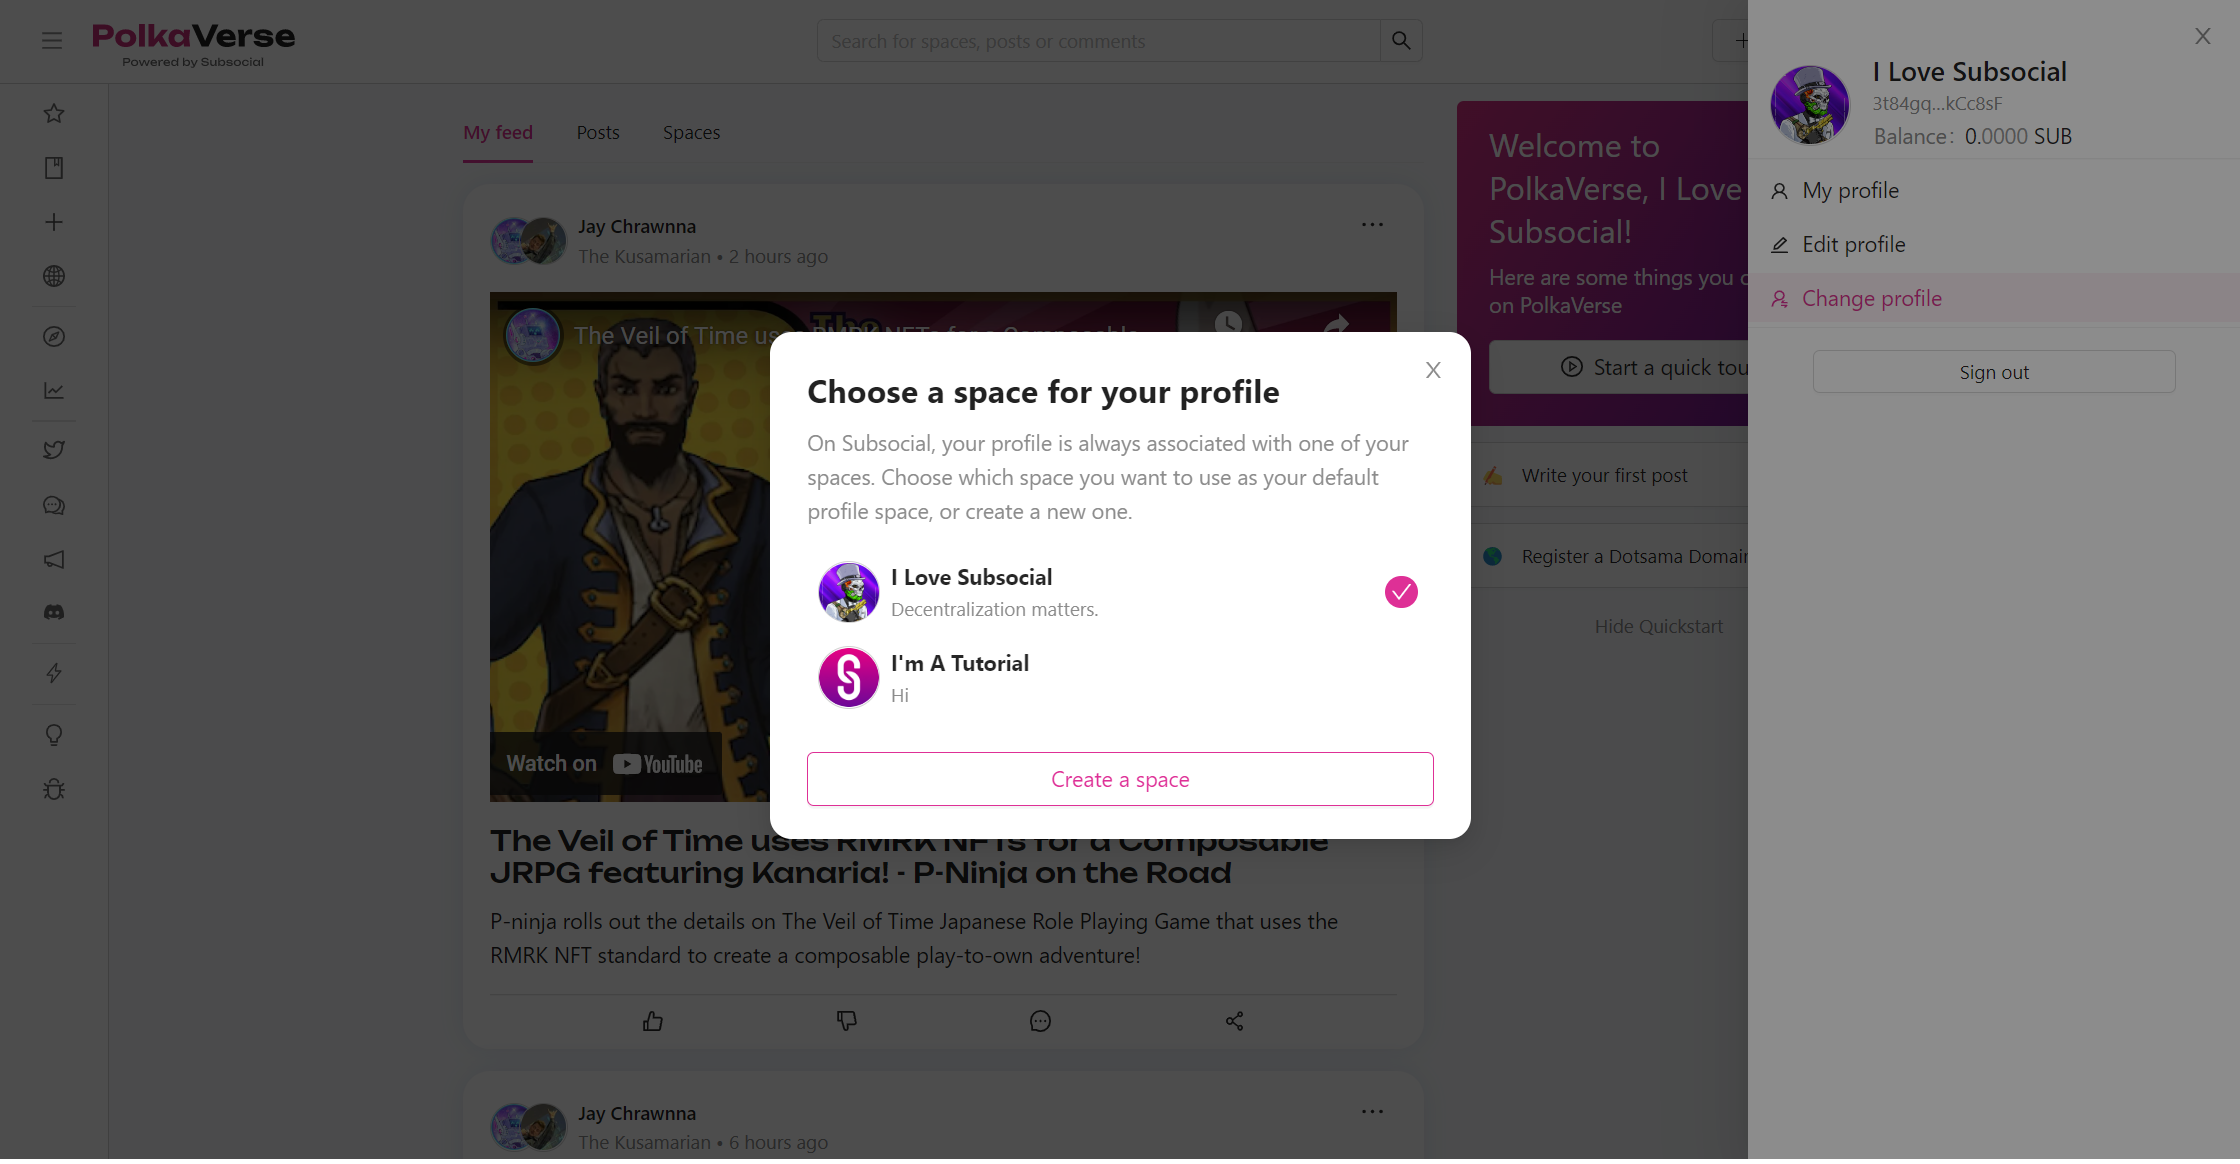 PolkaVerse
Powered by Subsocial
Search for spaces, posts or comments
My feed
Posts
Spaces
Jay Chrawnna
The Kusamarian • 2 hours ago
The Veil of Time uses RMRK NFTs for a Composable
Watch on YouTube
The Veil of Time uses RMRK NFTs for a Composable
JRPG featuring Kanaria! - P-Ninja on the Road
P-ninja rolls out the details on The Veil of Time Japanese Role Playing Game that uses the
RMRK NFT standard to create a composable play-to-own adventure!
Jay Chrawnna
The Kusamarian • 6 hours ago
Choose a space for your profile
On Subsocial, your profile is always associated with one of your
spaces. Choose which space you want to use as your default
profile space, or create a new one.
I Love Subsocial
Decentralization matters.
I'm A Tutorial
Hi
Create a space
Welcome to
PolkaVerse, I Love
Subsocial!
Here are some things you c
on PolkaVerse
Start a quick tou
Write your first post
Register a Dotsama Domain
Hide Quickstart
I Love Subsocial
3t84gq...kCc8sF
Balance: 0.0000 SUB
My profile
Edit profile
Change profile
Sign out